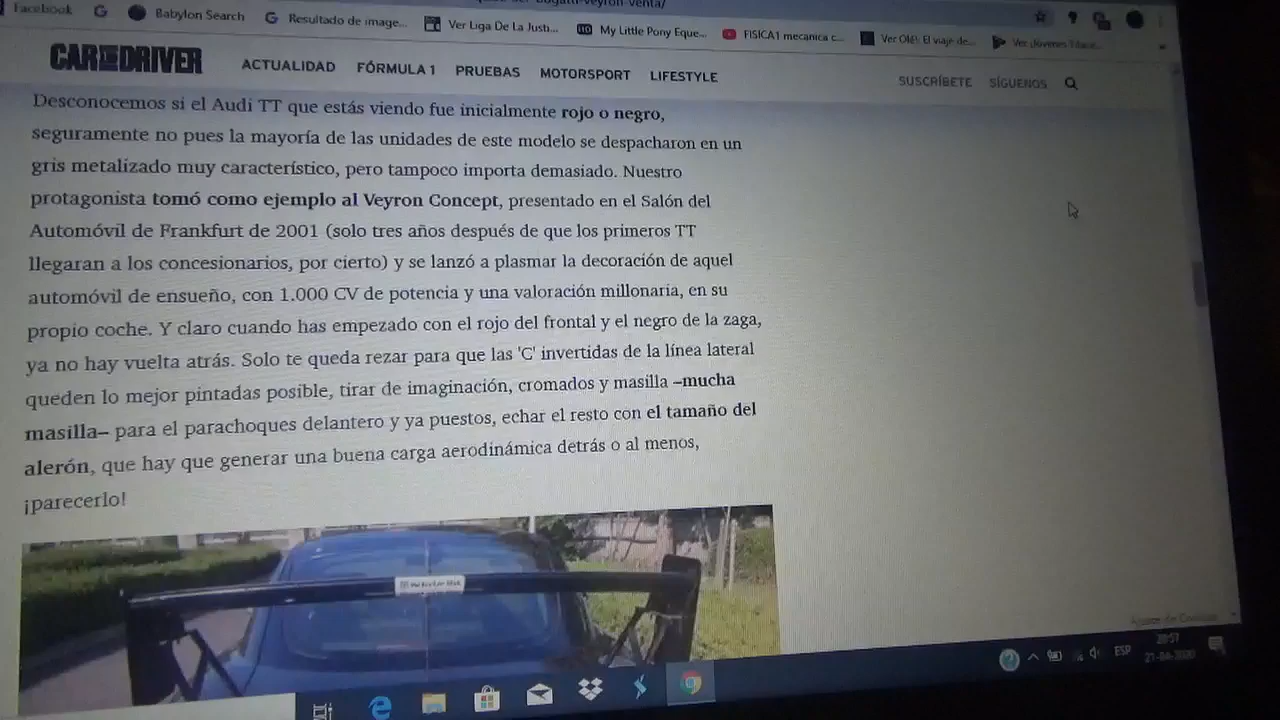 bugatti-veyron-venta/
Facebook
Babylon Search
Resultado de image...
Ver Liga De La Justi...
My Little Pony Eque...
FISICA1 mecanica c...
Ver Olé!: El viaje de...
CAR AND DRIVER
ACTUALIDAD
FÓRMULA 1
PRUEBAS
MOTORSPORT
LIFESTYLE
SUSCRÍBETE
SÍGUENOS
Desconocemos si el Audi TT que estás viendo fue inicialmente rojo o negro,
seguramente no pues la mayoría de las unidades de este modelo se despacharon en un
gris metalizado muy característico, pero tampoco importa demasiado. Nuestro
protagonista tomó como ejemplo al Veyron Concept, presentado en el Salón del
Automóvil de Frankfurt de 2001 (solo tres años después de que los primeros TT
llegaran a los concesionarios, por cierto) y se lanzó a plasmar la decoración de aquel
automóvil de ensueño, con 1.000 CV de potencia y una valoración millonaria, en su
propio coche. Y claro cuando has empezado con el rojo del frontal y el negro de la zaga,
ya no hay vuelta atrás. Solo te queda rezar para que las 'C' invertidas de la línea lateral
queden lo mejor pintadas posible, tirar de imaginación, cromados y masilla –mucha
masilla– para el parachoques delantero y ya puestos, echar el resto con el tamaño del
alerón, que hay que generar una buena carga aerodinámica detrás o al menos,
¡parecerlo!
ESP